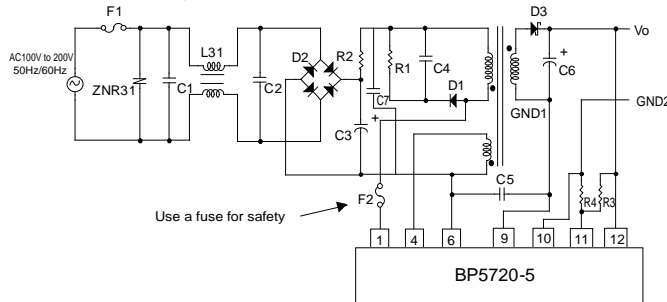 F1
AC100V to 200V
50Hz/60Hz
ZNR31
C1
L31
C2
D2
R2
C3
+
C7
R1
C4
D1
D3
Vo
+
C6
GND1
GND2
C5
F2
R4
R3
Use a fuse for safety
1
4
6
9
10
11
12
BP5720-5